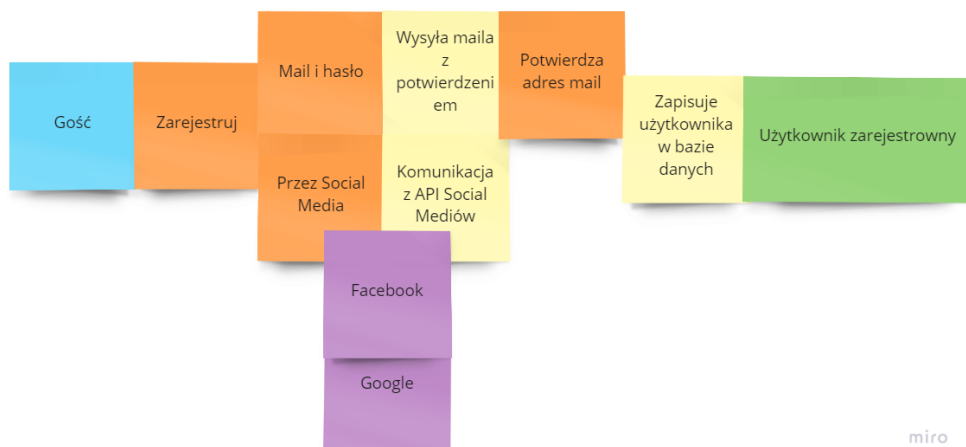 Gość
Zarejestruj
Mail i hasło
Wysyła maila
z
potwierdzeni
em
Potwierdza
adres mail
Przez Social
Media
Komunikacja
z API Social
Mediów
Facebook
Google
Zapisuje
użytkownika
w bazie
danych
Użytkownik zarejestrowny
miro